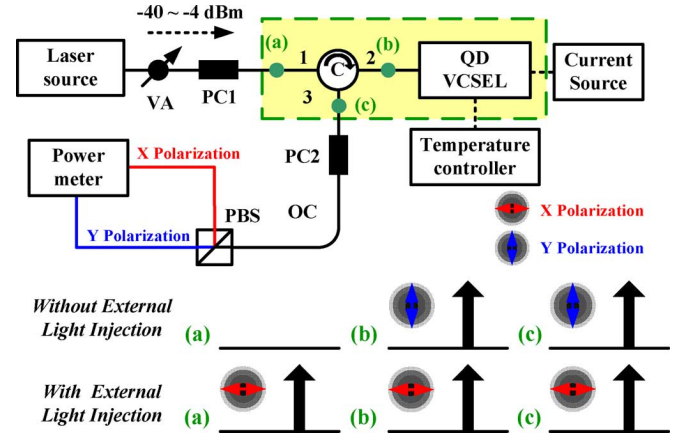 -40 ~ -4 dBm
Laser
source
VA
PC1
(a)
1
C
2
(b)
3
(c)
QD
VCSEL
Current
Source
Temperature
controller
PC2
OC
Power
meter
X Polarization
Y Polarization
PBS
X Polarization
Y Polarization
Without External
Light Injection
(a)
(b)
(c)
With External
Light Injection
(a)
(b)
(c)